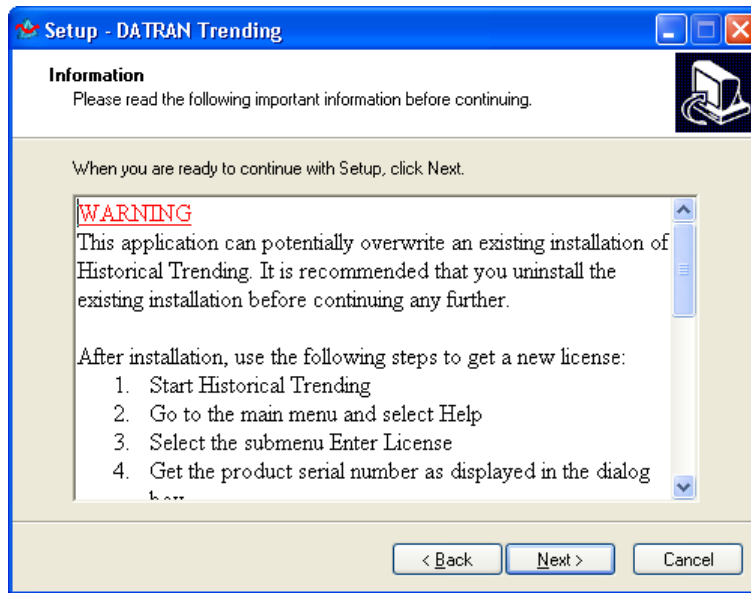 Setup - DATRAN Trending
Information
Please read the following important information before continuing.
When you are ready to continue with Setup, click Next.
WARNING
This application can potentially overwrite an existing installation of
Historical Trending. It is recommended that you uninstall the
existing installation before continuing any further.
After installation, use the following steps to get a new license:
1. Start Historical Trending
2. Go to the main menu and select Help
3. Select the submenu Enter License
4. Get the product serial number as displayed in the dialog
< Back
Next >
Cancel